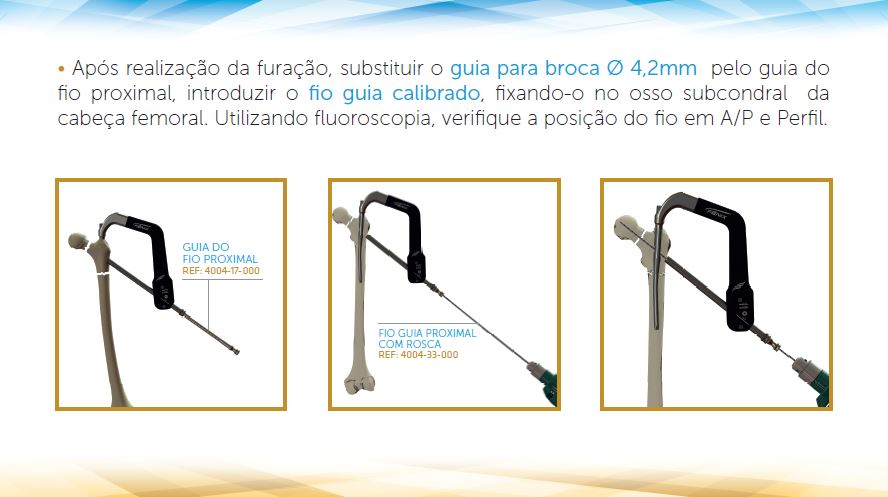 • Após realização da furação, substituir o guia para broca Ø 4,2mm pelo guia do
fio proximal, introduzir o fio guia calibrado, fixando-o no osso subcondral da
cabeça femoral. Utilizando fluoroscopia, verifique a posição do fio em A/P e Perfil.
GUIA DO
FIO PROXIMAL
REF: 4004-17-000
FIO GUIA PROXIMAL
COM ROSCA
REF: 4004-33-000